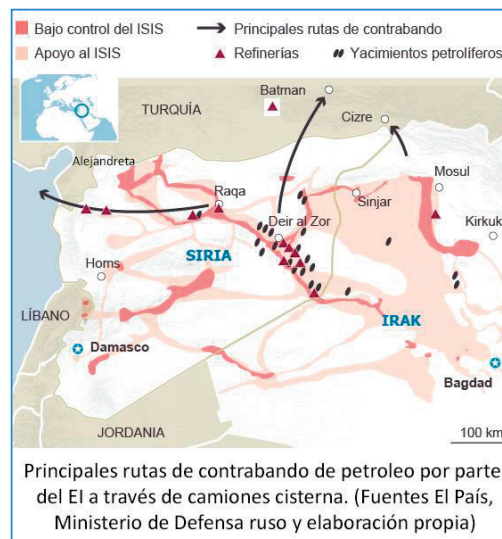 Bajo control del ISIS
Principales rutas de contrabando
Apoyo al ISIS
Refinerías
Yacimientos petrolíferos
Batman
TURQUÍA
Cizre
Alejandreta
Mosul
Raqa
Sinjar
Deir al Zor
Kirkuk
SIRIA
Homs
LÍBANO
IRAK
Damasco
Bagdad
JORDANIA
100 km
Principales rutas de contrabando de petroleo por parte
del EI a través de camiones cisterna. (Fuentes El País,
Ministerio de Defensa ruso y elaboración propia)